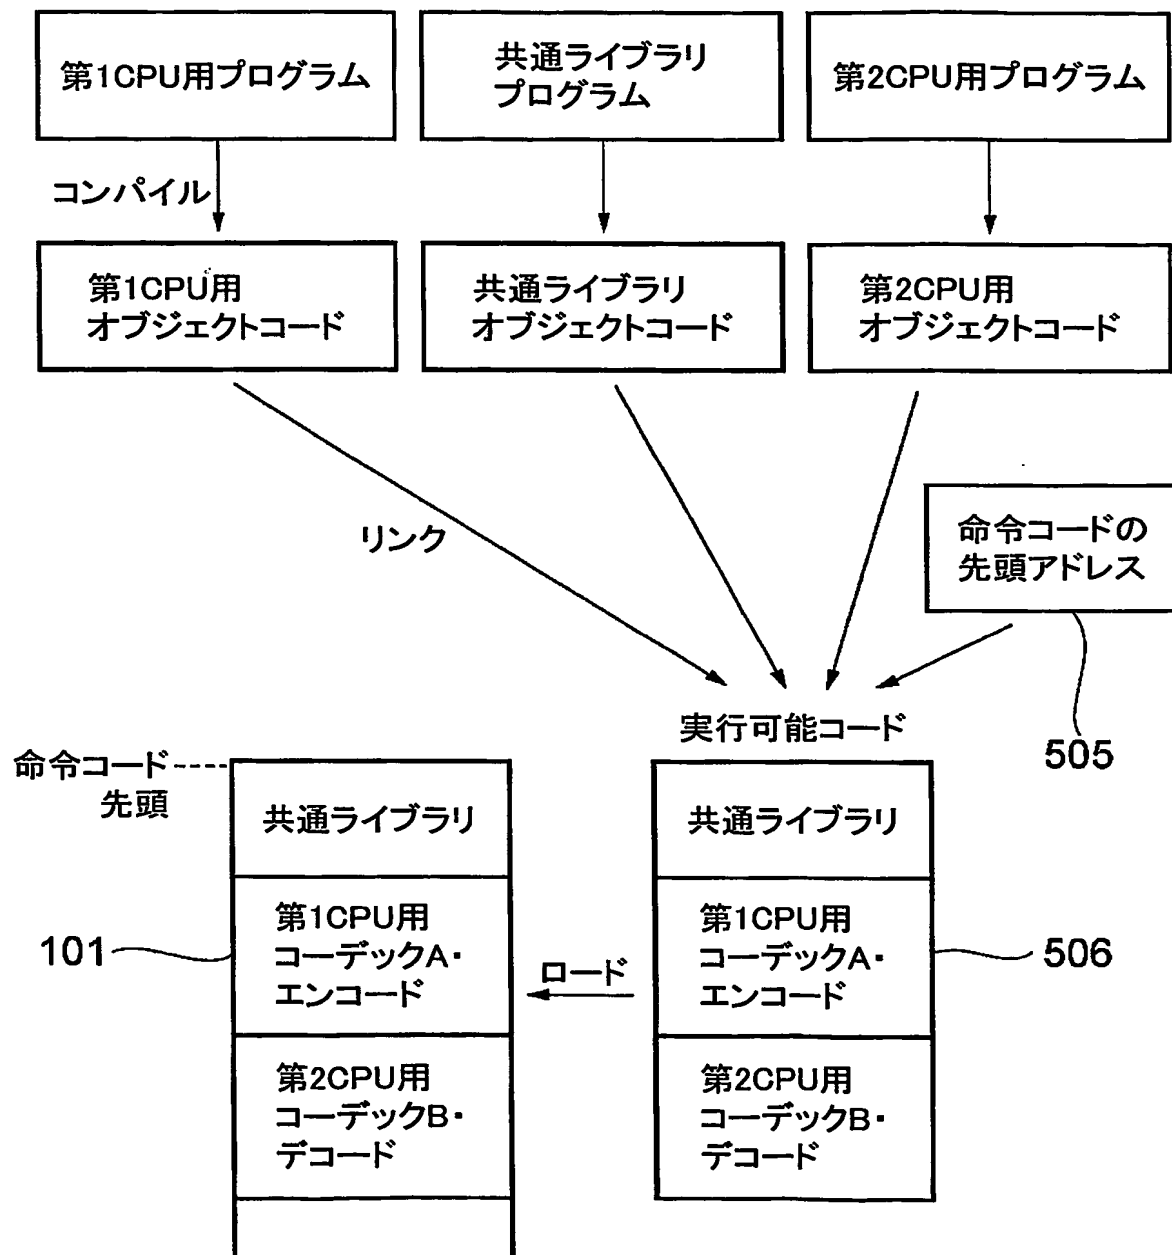 第1CPU用プログラム
共通ライブラリ
プログラム
第2CPU用プログラム
コンパイル
第1CPU用
オブジェクトコード
共通ライブラリ
オブジェクトコード
第2CPU用
オブジェクトコード
リンク
命令コードの
先頭アドレス
505
実行可能コード
命令コード
先頭
共通ライブラリ
第1CPU用
コーデックA・
エンコード
第2CPU用
コーデックB・
デコード
101
ロード
共通ライブラリ
第1CPU用
コーデックA・
エンコード
第2CPU用
コーデックB・
デコード
506